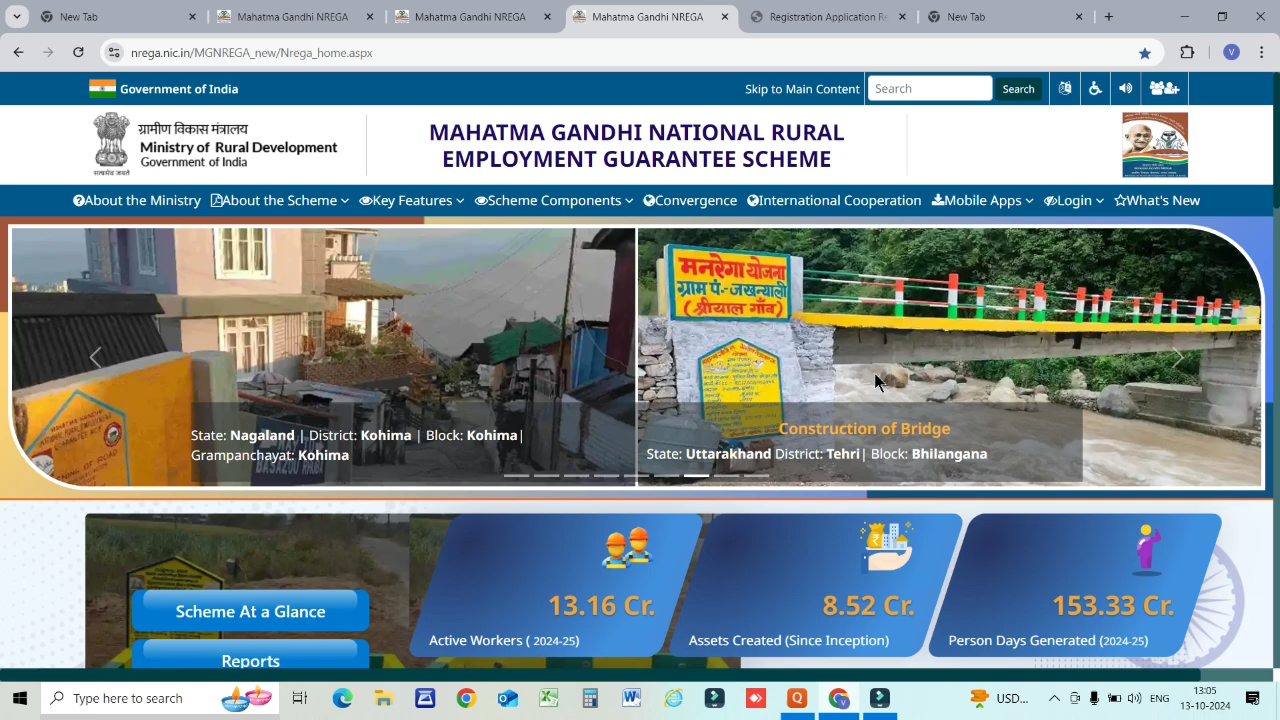 New Tab
Mahatma Gandhi NREGA
Mahatma Gandhi NREGA
Mahatma Gandhi NREGA
Registration Application Re
New Tab
nrega.nic.in/MGNREGA_new/Nrega_home.aspx
V
Government of India
Skip to Main Content
Search
Search
ग्रामीण विकास मंत्रालय
Ministry of Rural Development
Government of India
सत्यमेव जयते
MAHATMA GANDHI NATIONAL RURAL
EMPLOYMENT GUARANTEE SCHEME
About the Ministry
About the Scheme
Key Features
Scheme Components
Convergence
International Cooperation
Mobile Apps
Login
What's New
मनरेगा योजना
ग्राम पं.-जखन्याली
(श्रीयाल गाँव)
MAHATMA GANDHI
State: Nagaland | District: Kohima | Block: Kohima|
Grampanchayat: Kohima
Construction of Bridge
State: Uttarakhand District: Tehri| Block: Bhilangana
Scheme At a Glance
Reports
13.16 Cr.
Active Workers ( 2024-25)
8.52 Cr.
Assets Created (Since Inception)
153.33 Cr.
Person Days Generated (2024-25)
Type here to search
USD...
ENG
13:05
13-10-2024